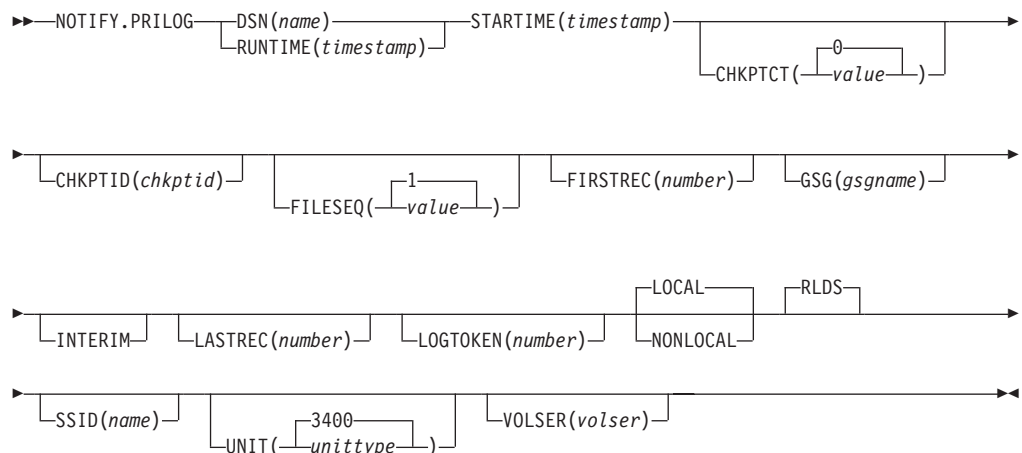 NOTIFY.PRILOG DSN(name) STARTIME(timestamp)
RUNTIME(timestamp) 0
CHKPTCT( value )
CHKPTID(chkptid) 1 FIRSTREC(number) GSG(gsgname)
FILESEQ( value )
LOCAL RLDS
INTERIM LASTREC(number) LOGTOKEN(number) NONLOCAL
SSID(name) 3400 VOLSER(volser)
UNIT( unittype )